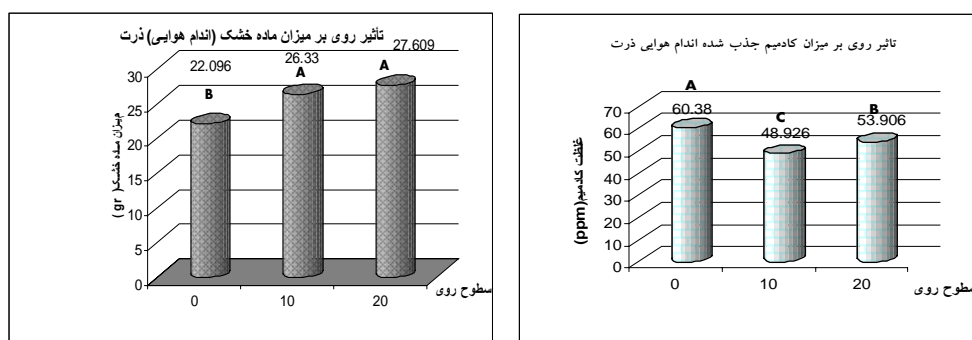 تأثیر روی بر میزان ماده خشک (اندام هوایی) ذرت
22.096
26.33
27.609
B
A
A
30
25
20
15
10
5
0
میزان ماده خشک( gr )
0
10
20
سطوح روی
تاثیر روی بر میزان کادمیم جذب شده اندام هوایی ذرت
A
60.38
C
48.926
B
53.906
70
60
50
40
30
20
10
0
غلظت کادمیم(ppm)
0
10
20
سطوح روی